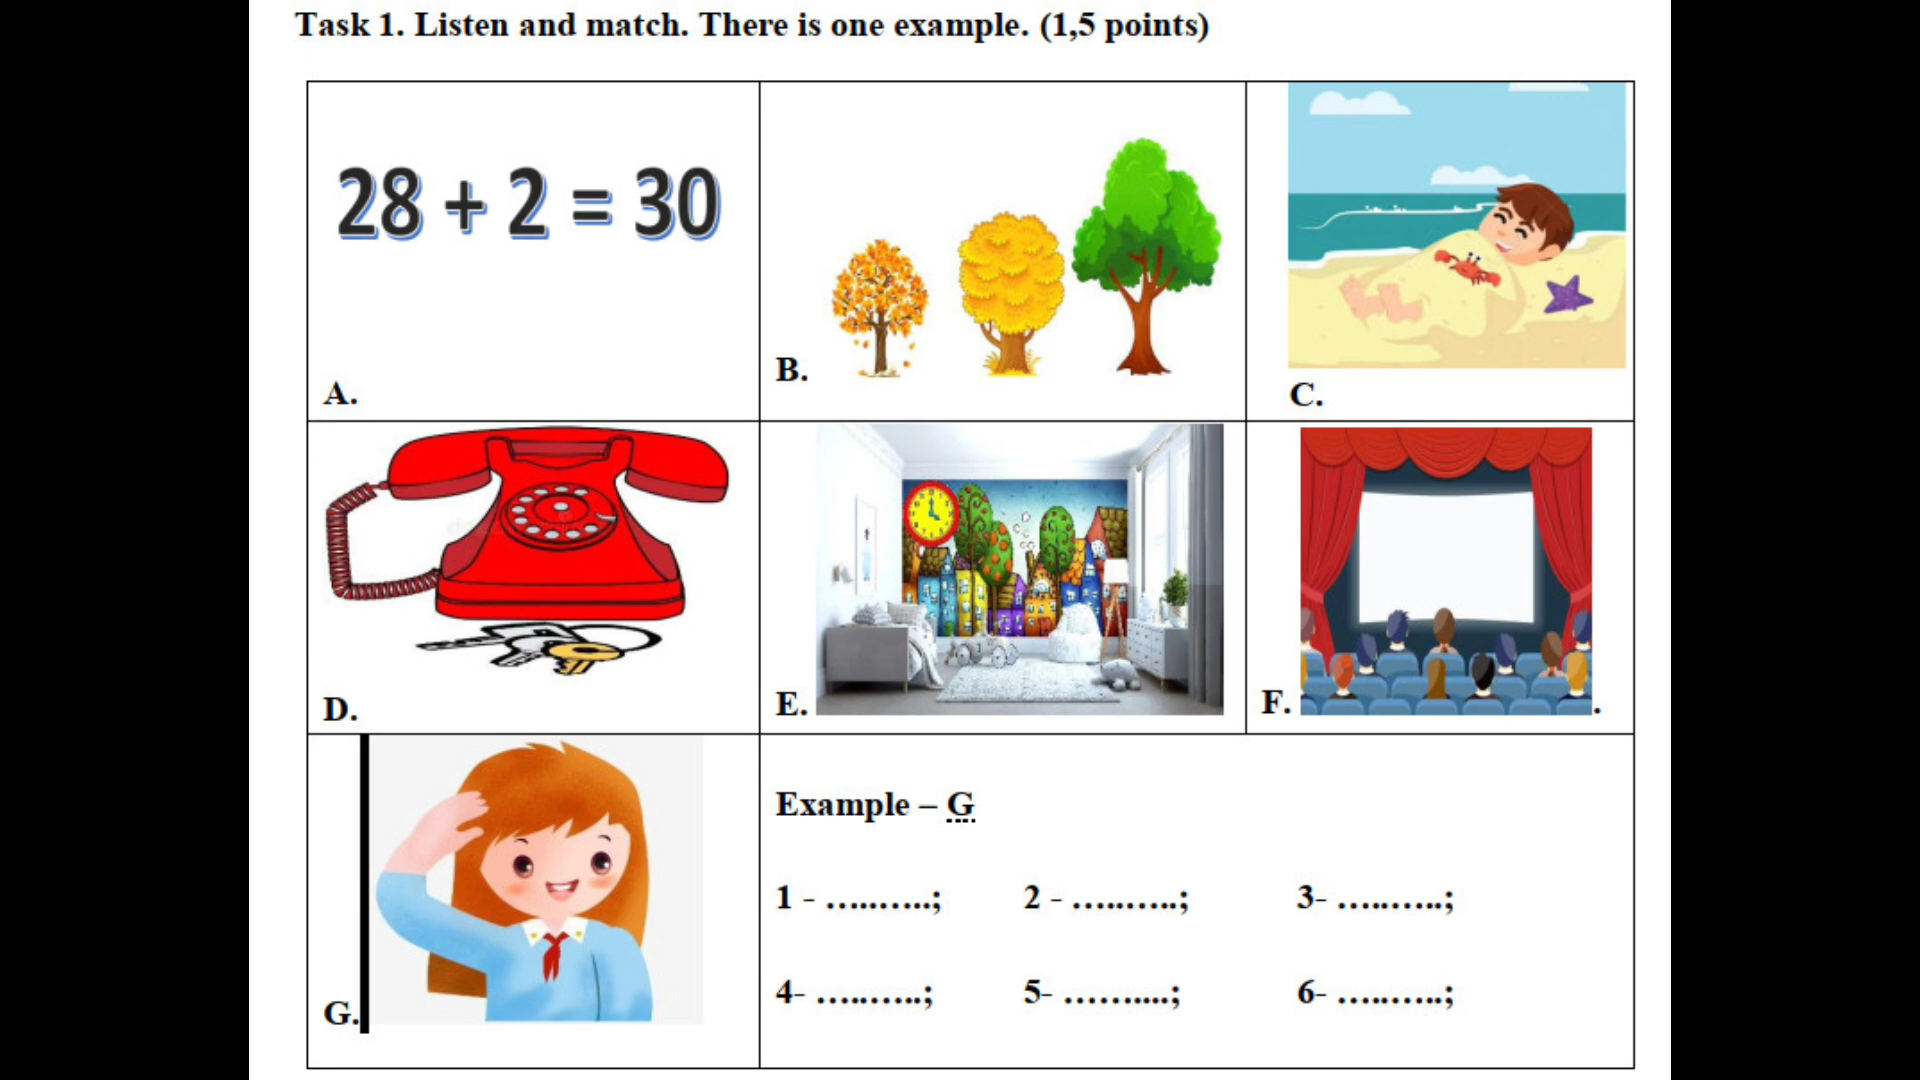 Task 1. Listen and match. There is one example. (1,5 points)
28 + 2 = 30
A.
B.
C.
D.
E.
F.
.
G.
Example – G
1 - ……….;
2 - ……….;
3- ……….;
4- ……….;
5- ……….;
6- ……….;